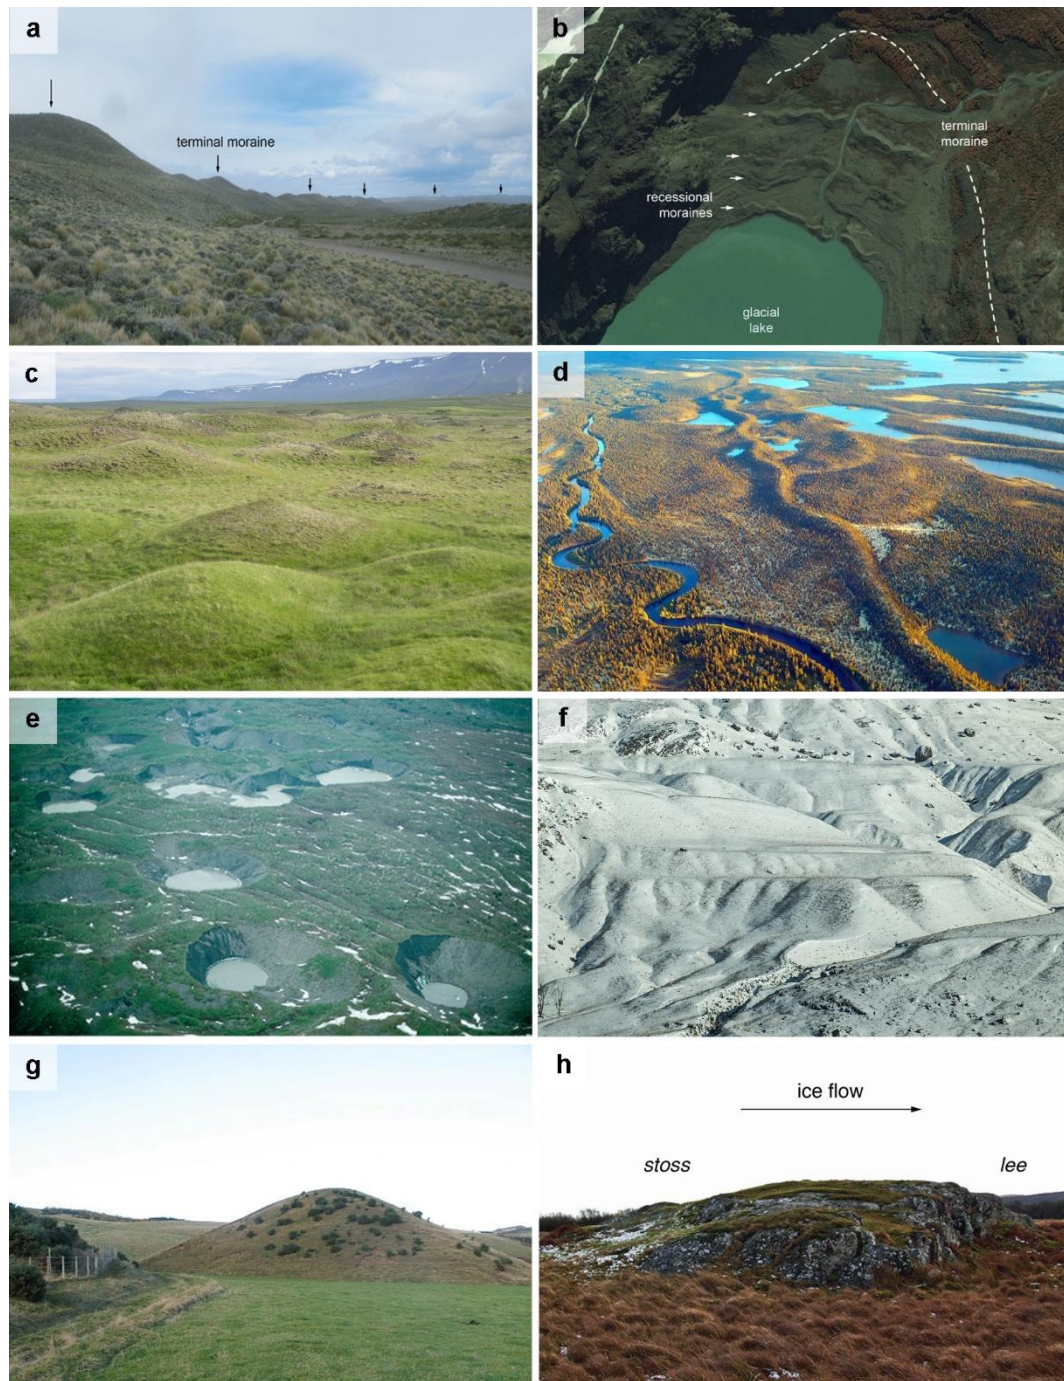 a
terminal moraine
b
terminal
moraine
recessional
moraines
glacial
lake
c
d
e
f
g
h
ice flow
stoss
lee